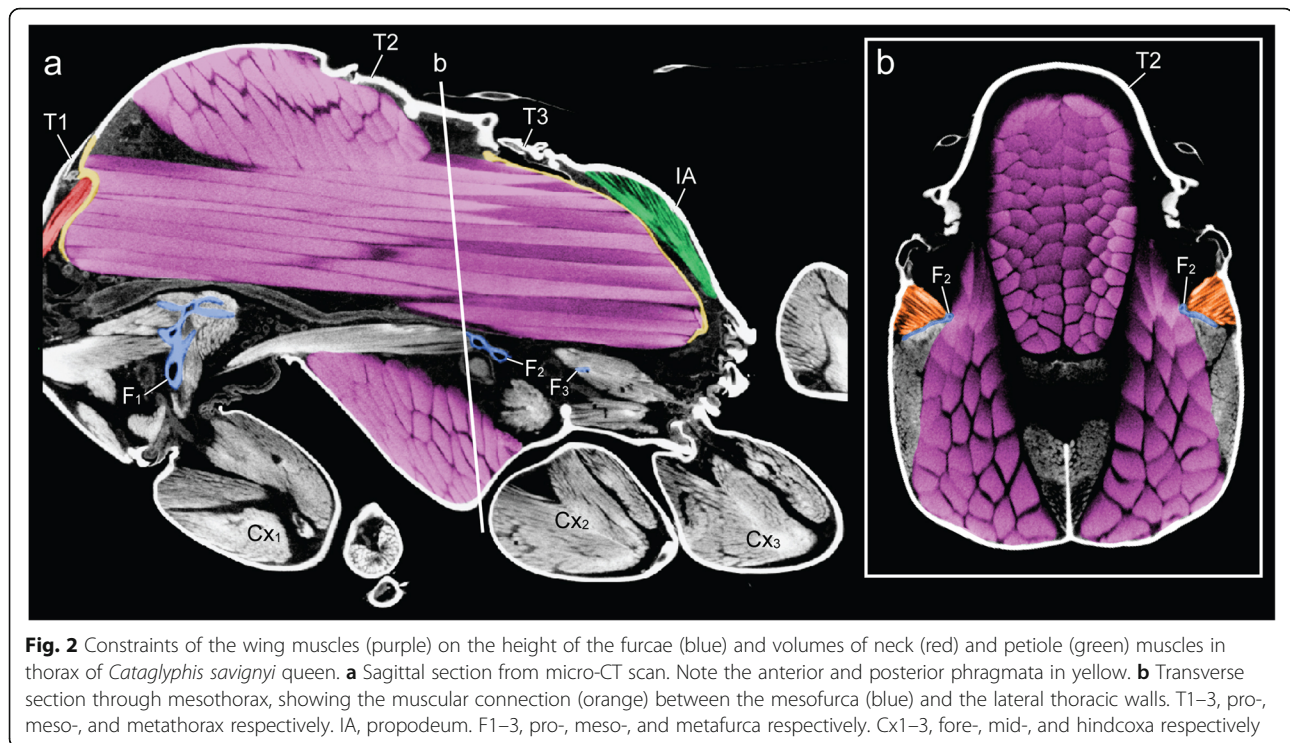 a
T1
T2
b
T3
IA
F1
F2
F3
Cx1
Cx2
Cx3
b
T2
F2
F2
Fig. 2 Constraints of the wing muscles (purple) on the height of the furcae (blue) and volumes of neck (red) and petiole (green) muscles in
thorax of Cataglyphis savignyi queen. a Sagittal section from micro-CT scan. Note the anterior and posterior phragmata in yellow. b Transverse
section through mesothorax, showing the muscular connection (orange) between the mesofurca (blue) and the lateral thoracic walls. T1–3, pro-,
meso-, and metathorax respectively. IA, propodeum. F1–3, pro-, meso-, and metafurca respectively. Cx1–3, fore-, mid-, and hindcoxa respectively